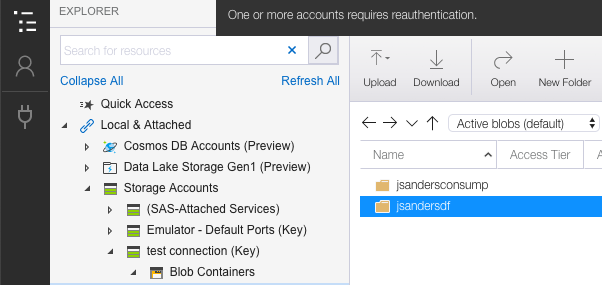 EXPLORER
One or more accounts requires reauthentication.
Search for resources
Collapse All
Refresh All
Quick Access
Local & Attached
Cosmos DB Accounts (Preview)
Data Lake Storage Gen1 (Preview)
Storage Accounts
(SAS-Attached Services)
Emulator - Default Ports (Key)
test connection (Key)
Blob Containers
Upload
Download
Open
New Folder
Active blobs (default)
Name
Access Tier
Access
jsandersconsump
jsandersdf